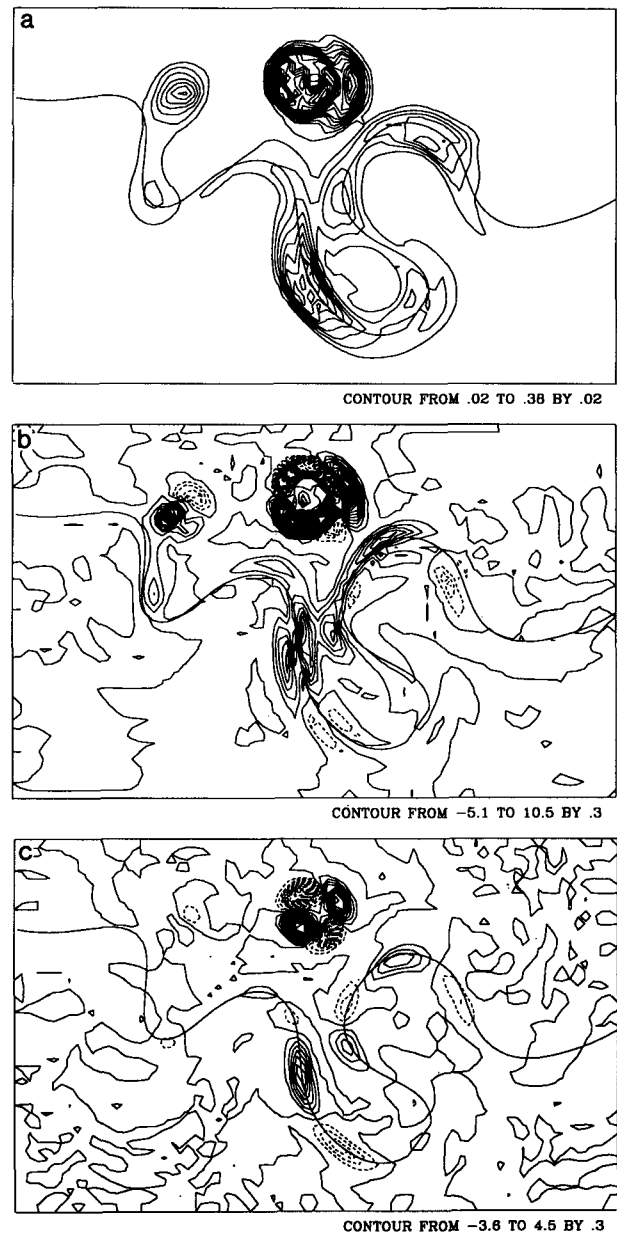 a
CONTOUR FROM .02 TO .38 BY .02
b
CONTOUR FROM −5.1 TO 10.5 BY .3
c
CONTOUR FROM −3.6 TO 4.5 BY .3